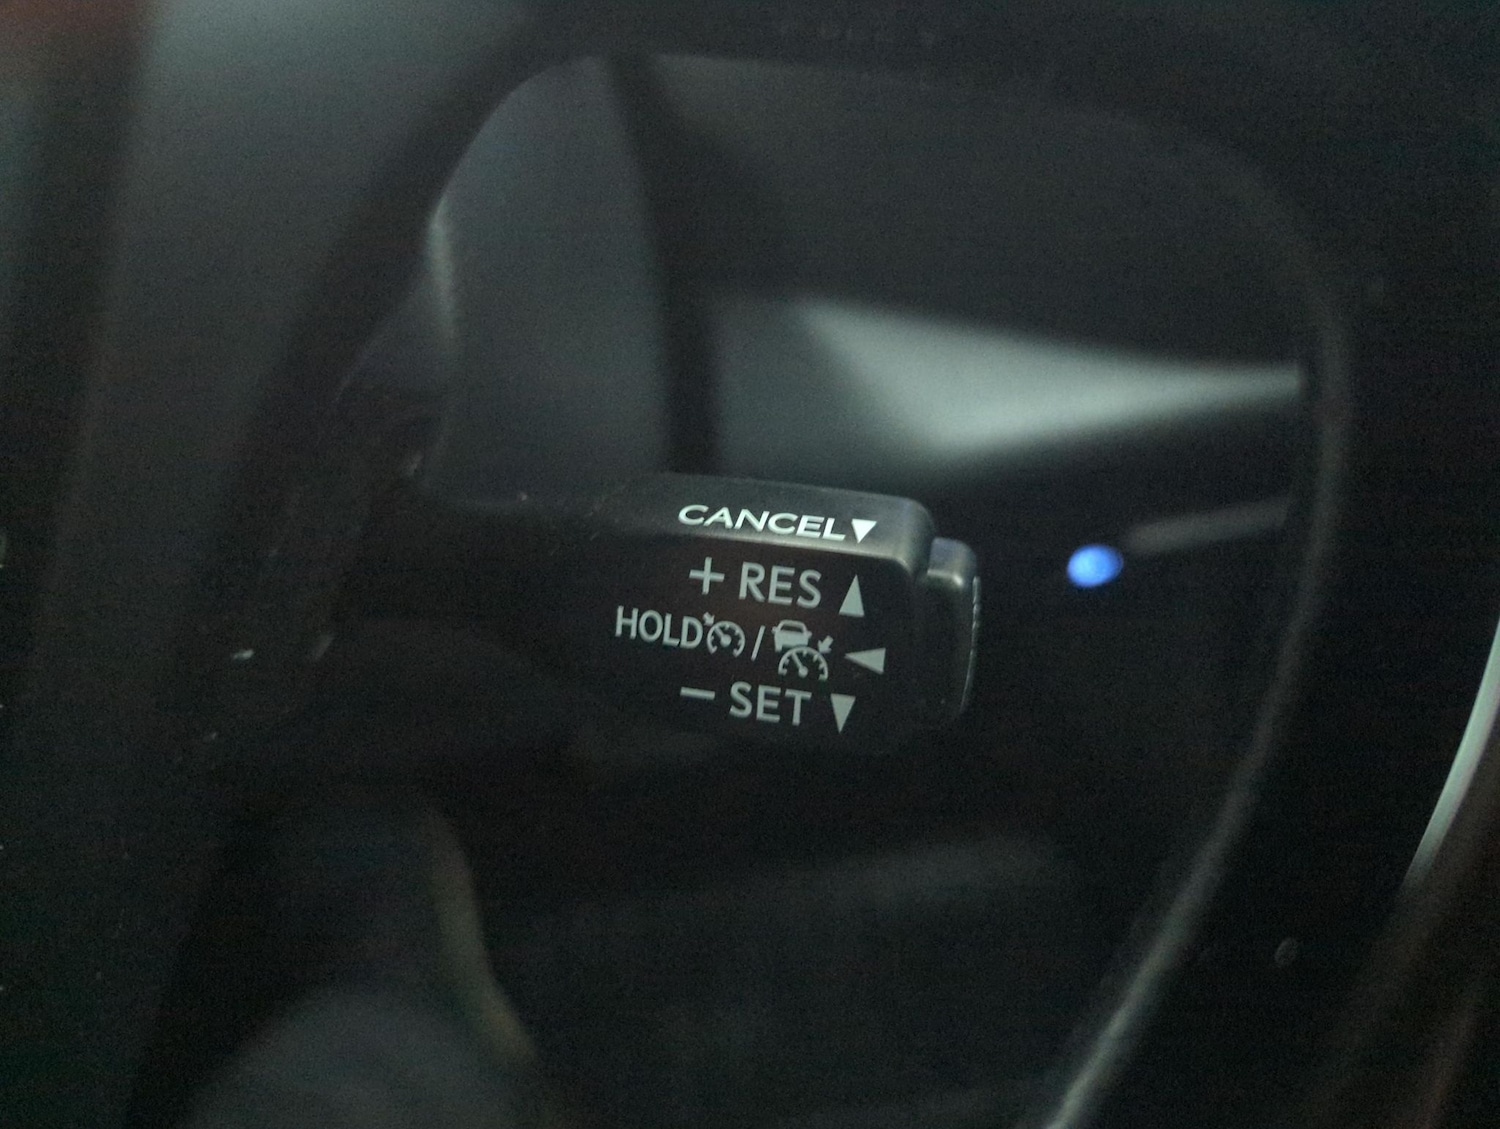 CANCEL▼
+ RES ▲
HOLD / ◀
− SET ▼